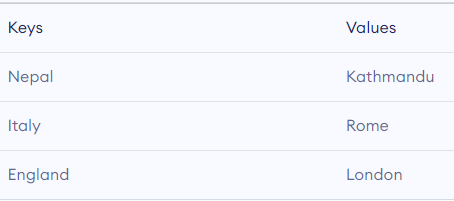 Keys Values
Nepal Kathmandu
Italy Rome
England London